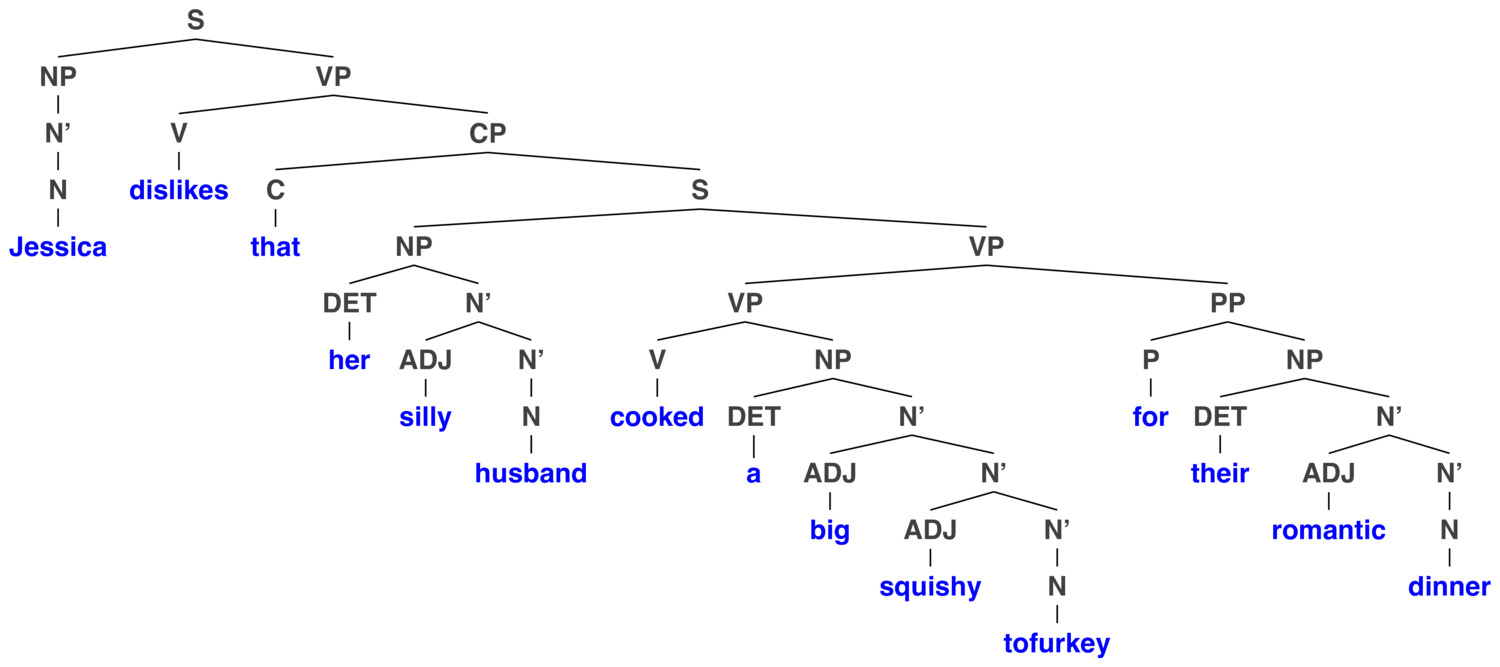 S
NP VP
N’ V CP
N dislikes C S
Jessica that NP VP
DET N’ VP PP
her ADJ N’ V NP P NP
silly N cooked DET N’ for DET N’
husband a ADJ N’ their ADJ N’
big ADJ N’ romantic N
squishy N dinner
tofurkey